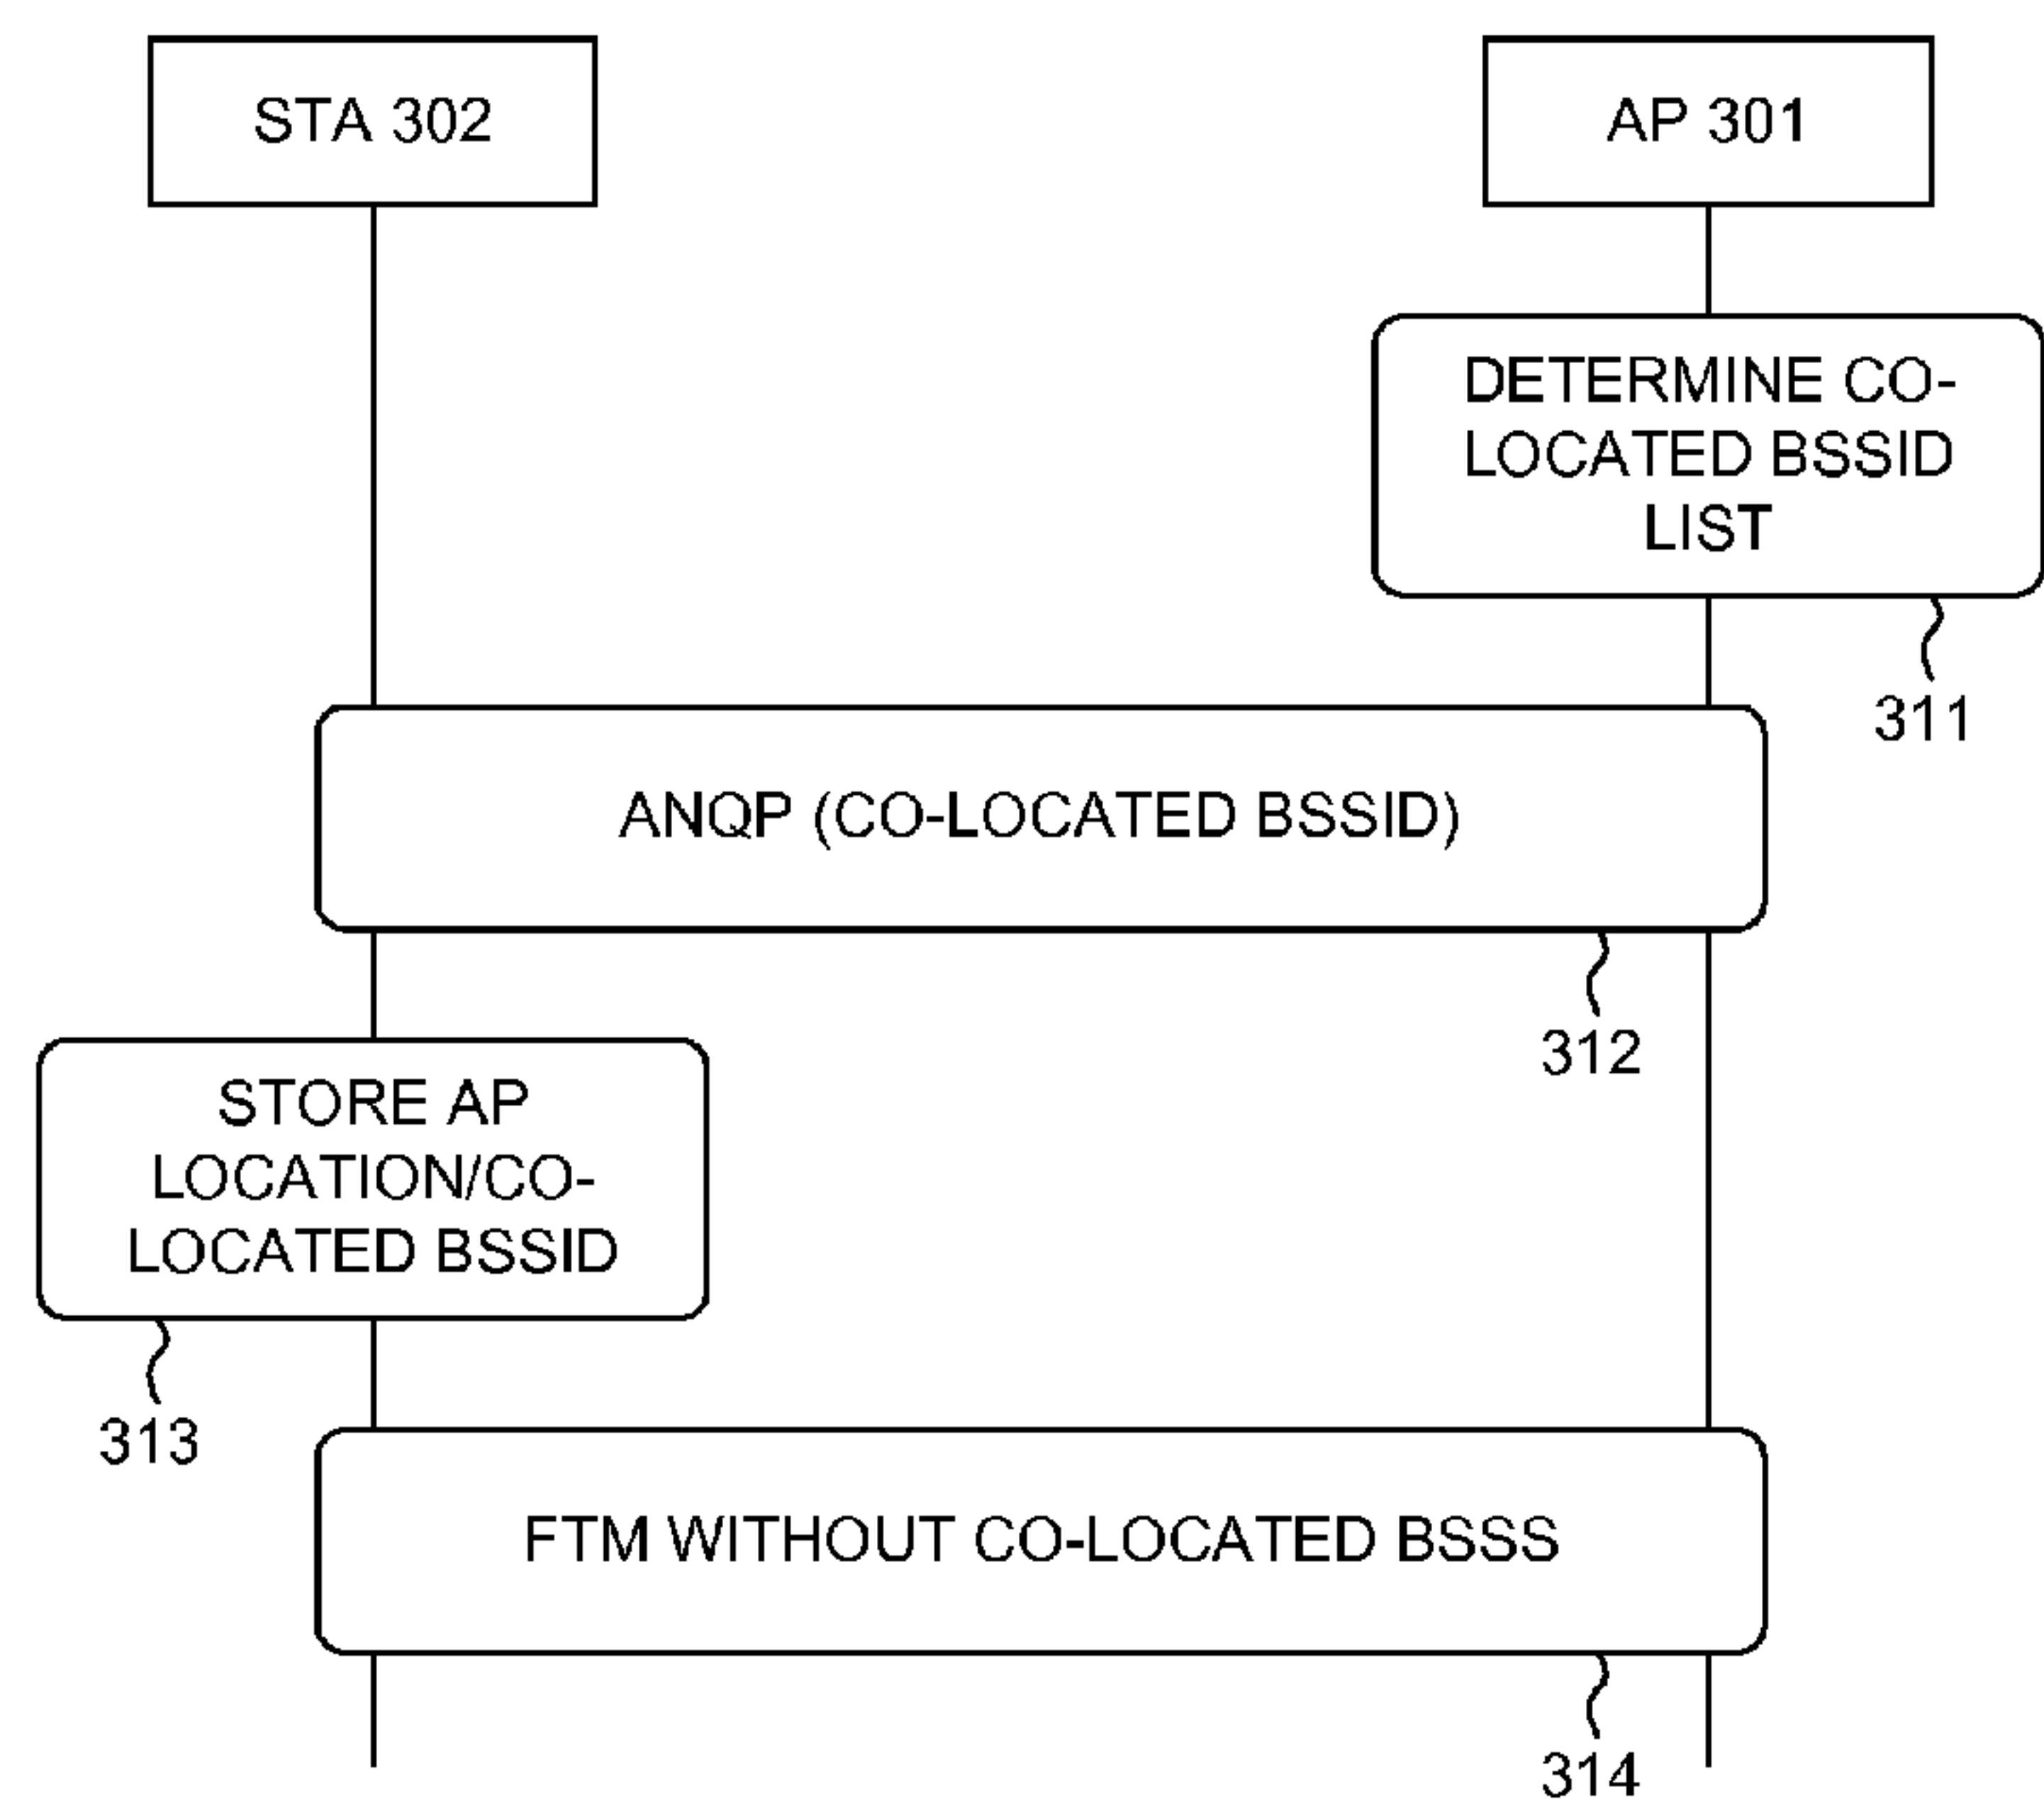 STA 302
AP 301
DETERMINE CO-
LOCATED BSSID
LIST
311
ANQP (CO-LOCATED BSSID)
312
STORE AP
LOCATION/CO-
LOCATED BSSID
313
FTM WITHOUT CO-LOCATED BSSS
314